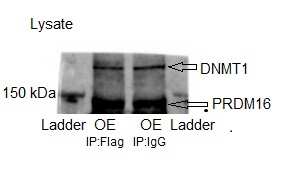 Lysate
DNMT1
150 kDa
PRDM16
Ladder OE OE Ladder .
IP:Flag IP:IgG